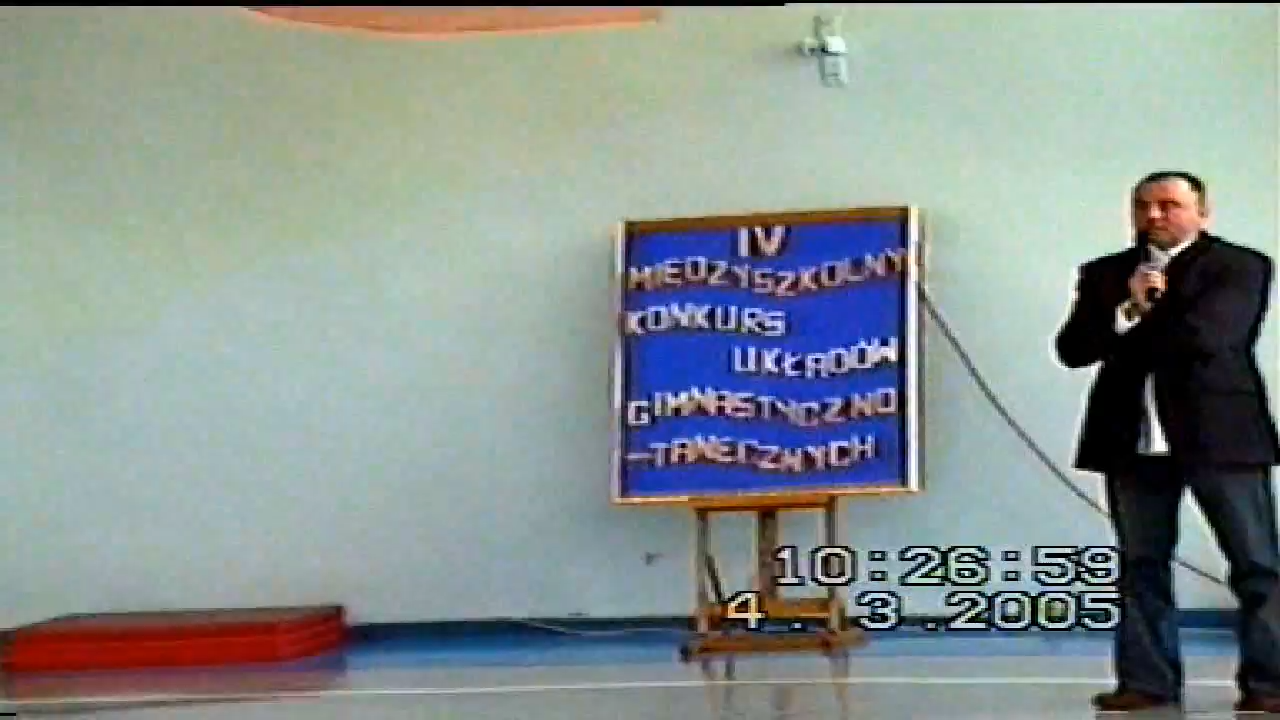 IV
MIĘDZYSZKOLNY
KONKURS
UKŁADÓW
GIMNASTYCZNO
-TANECZNYCH
10:26:59
4. 3.2005